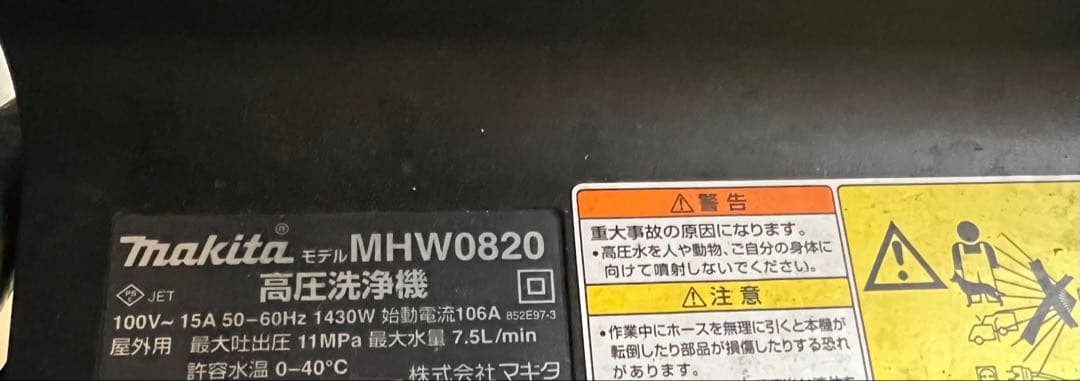 makita® モデル MHW0820
PS E JET 高圧洗浄機
100V~ 15A 50-60Hz 1430W 始動電流106A 852E97-3
屋外用 最大吐出圧 11MPa 最大水量 7.5L/min
許容水温 0-40°C 株式会社マキタ
⚠警告
重大事故の原因になります。
・高圧水を人や動物、ご自分の身体に
向けて噴射しないでください。
⚠注意
・作業中にホースを無理に引くと本機が
転倒したり部品が損傷したりする恐れ
があります。